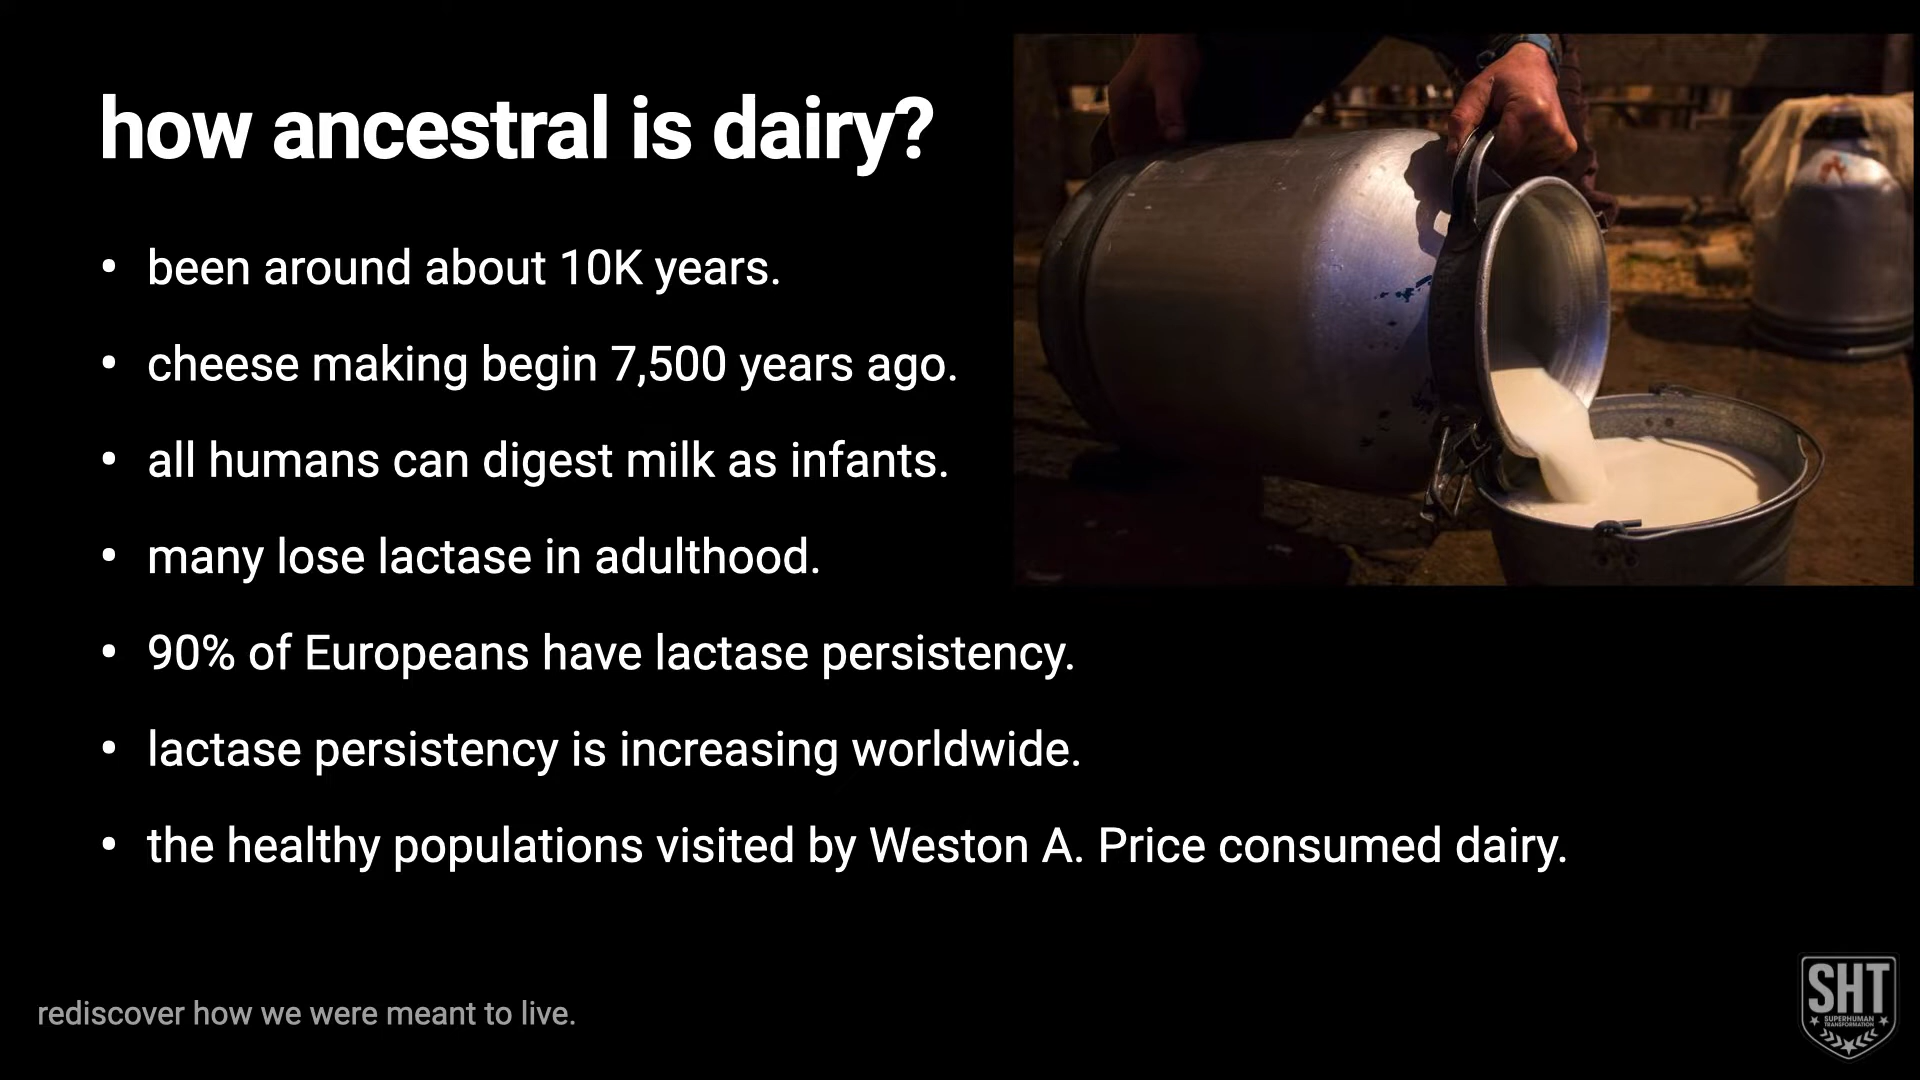 how ancestral is dairy?
• been around about 10K years.
• cheese making begin 7,500 years ago.
• all humans can digest milk as infants.
• many lose lactase in adulthood.
• 90% of Europeans have lactase persistency.
• lactase persistency is increasing worldwide.
• the healthy populations visited by Weston A. Price consumed dairy.
rediscover how we were meant to live.
SHT
SUPERHUMAN
TRANSFORMATION